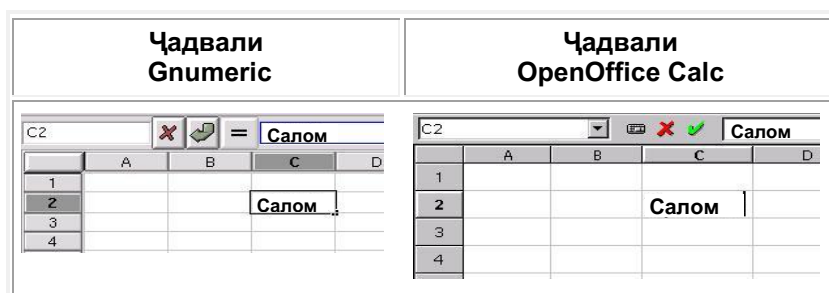 Ҷадвали
Gnumeric
Ҷадвали
OpenOffice Calc
C2 = Салом
A B C D
1
2 Салом
3
4
C2 Салом
A B C D
1
2 Салом
3
4